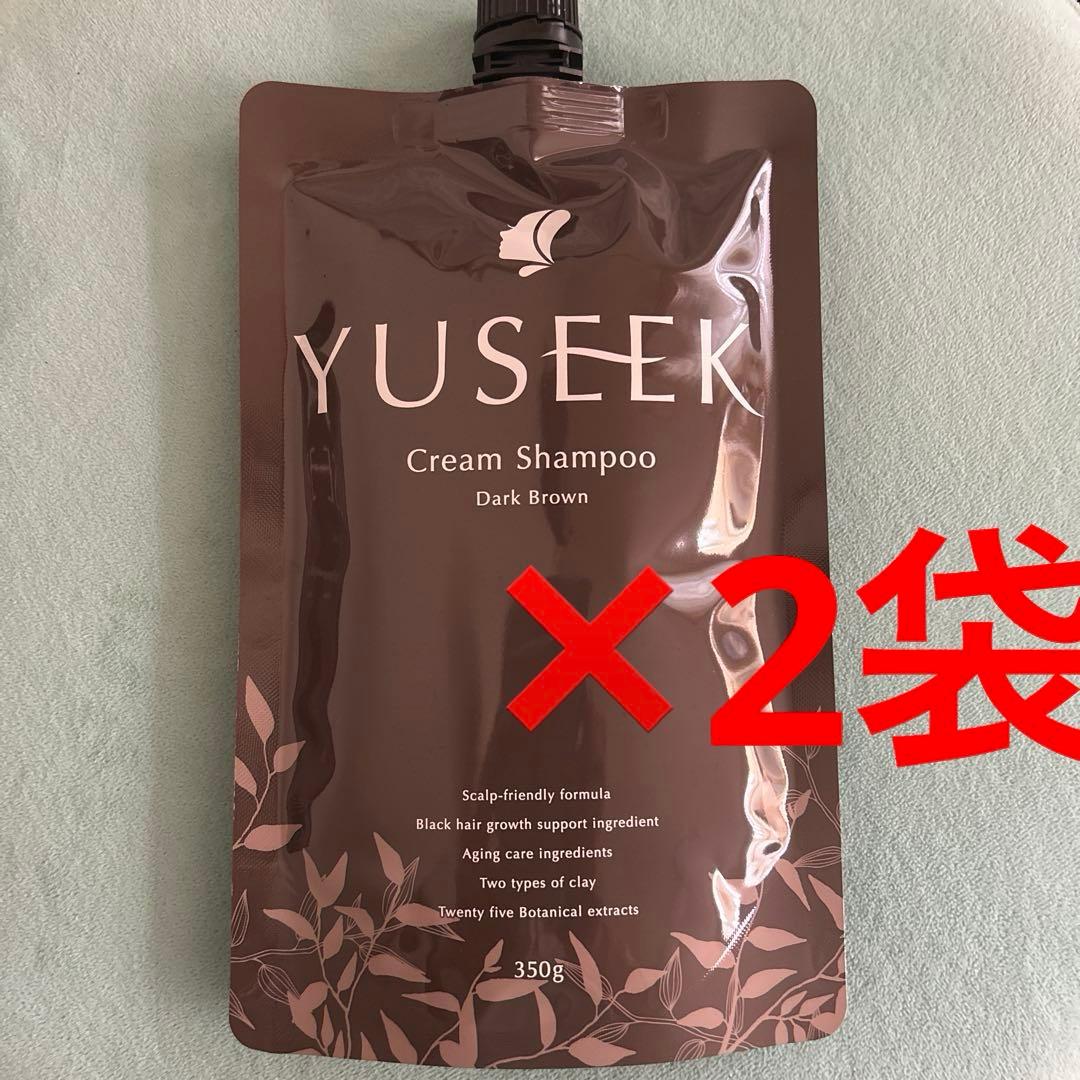 YUSEEK
Cream Shampoo
Dark Brown
×2袋
Scalp-friendly formula
Black hair growth support ingredient
Aging care ingredients
Two types of clay
Twenty five Botanical extracts
350g